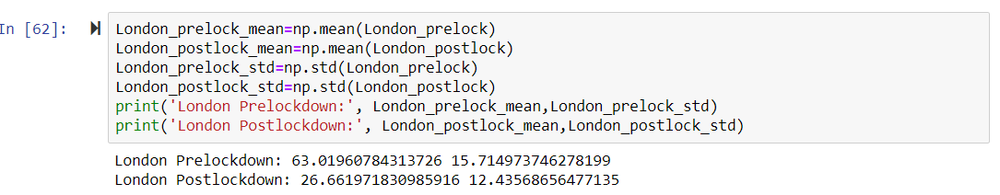 In [62]:
London_prelock_mean=np.mean(London_prelock)
London_postlock_mean=np.mean(London_postlock)
London_prelock_std=np.std(London_prelock)
London_postlock_std=np.std(London_postlock)
print('London Prelockdown:', London_prelock_mean,London_prelock_std)
print('London Postlockdown:', London_postlock_mean,London_postlock_std)
London Prelockdown: 63.01960784313726 15.714973746278199
London Postlockdown: 26.661971830985916 12.43568656477135